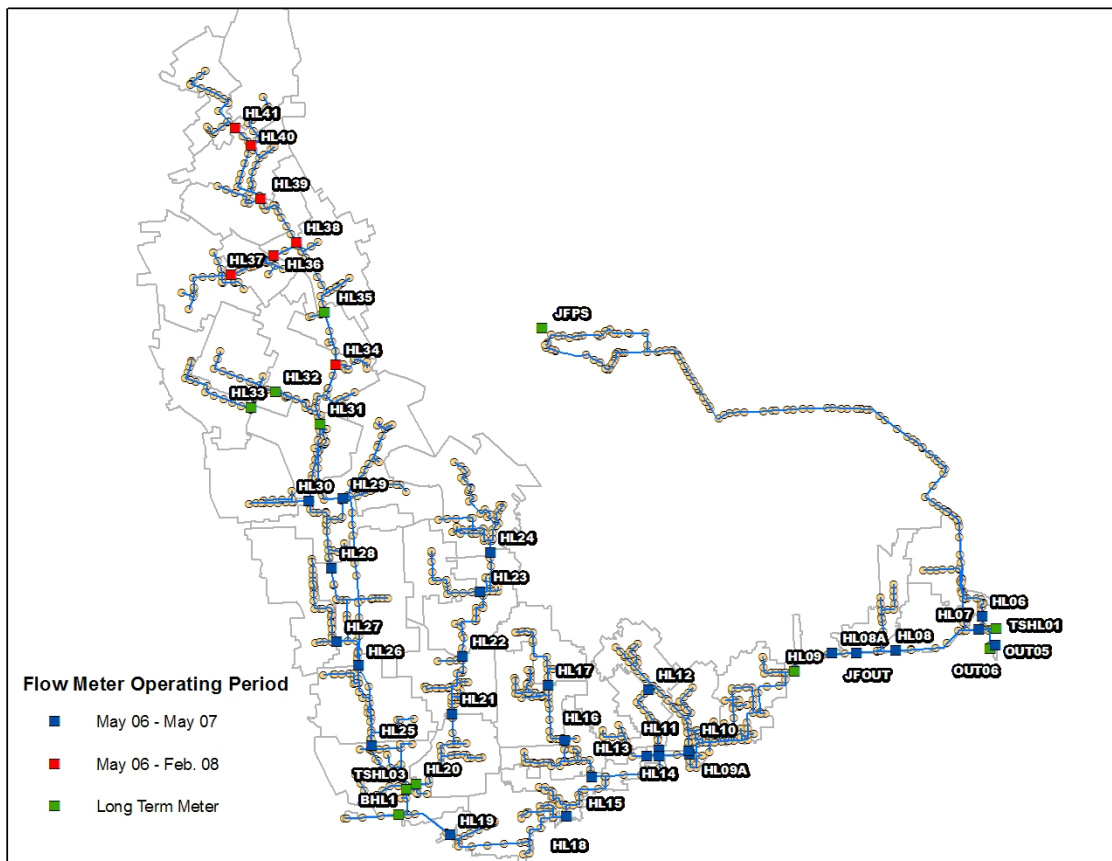 HL41
HL40
HL39
HL38
HL37
HL36
HL35
JFPS
HL34
HL32
HL33
HL31
HL30
HL29
HL24
HL28
HL23
HL06
HL07
TSHL01
HL27
HL22
HL08A
HL08
HL26
HL09
OUT05
HL17
HL12
JFOUT
OUT06
Flow Meter Operating Period
May 06 - May 07
HL21
HL16
HL25
HL11
HL10
HL13
May 06 - Feb. 08
TSHL03
HL20
HL14
HL09A
BHL1
HL15
Long Term Meter
HL19
HL18